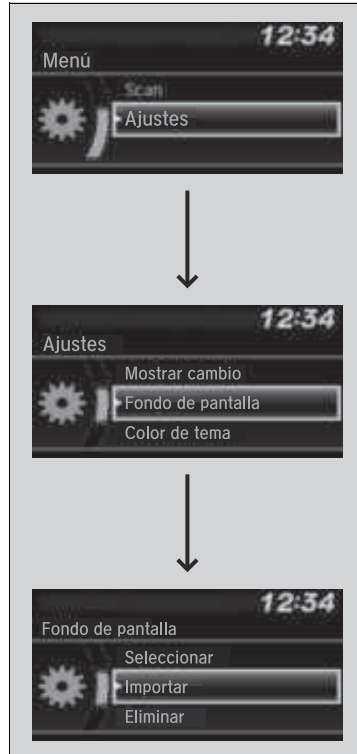 12:34
Menú
Scan
Ajustes
12:34
Ajustes
Mostrar cambio
Fondo de pantalla
Color de tema
12:34
Fondo de pantalla
Seleccionar
Importar
Eliminar